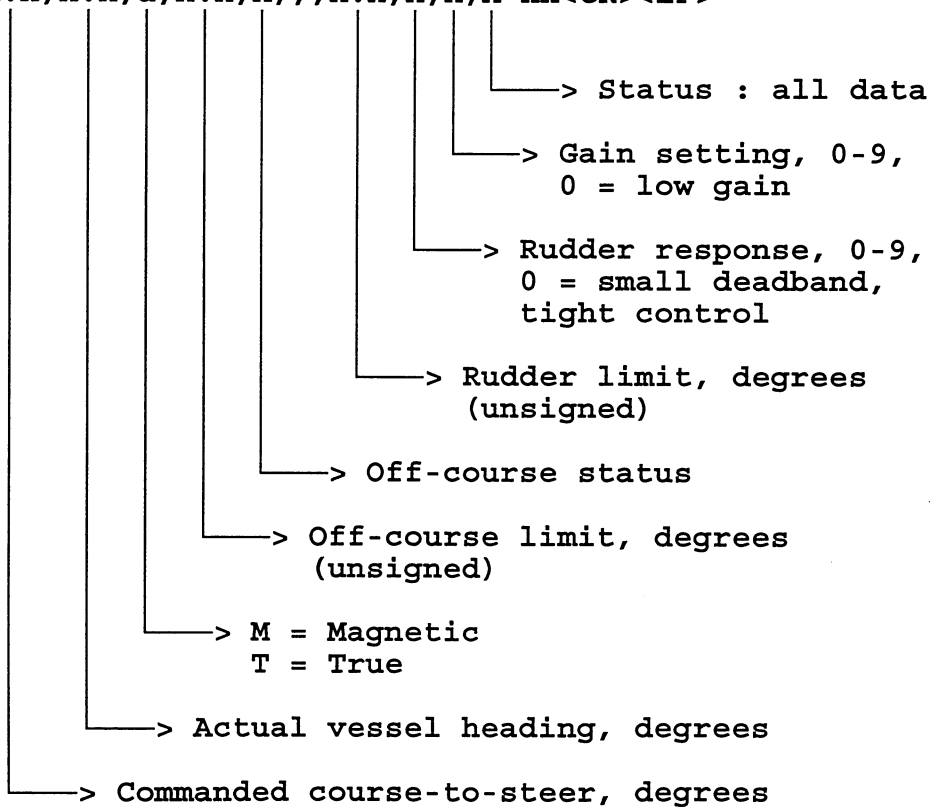 > Status : all data
> Gain setting, 0-9,
0 = low gain
> Rudder response, 0-9,
0 = small deadband,
tight control
> Rudder limit, degrees
(unsigned)
> Off-course status
> Off-course limit, degrees
(unsigned)
> M = Magnetic
T = True
> Actual vessel heading, degrees
> Commanded course-to-steer, degrees